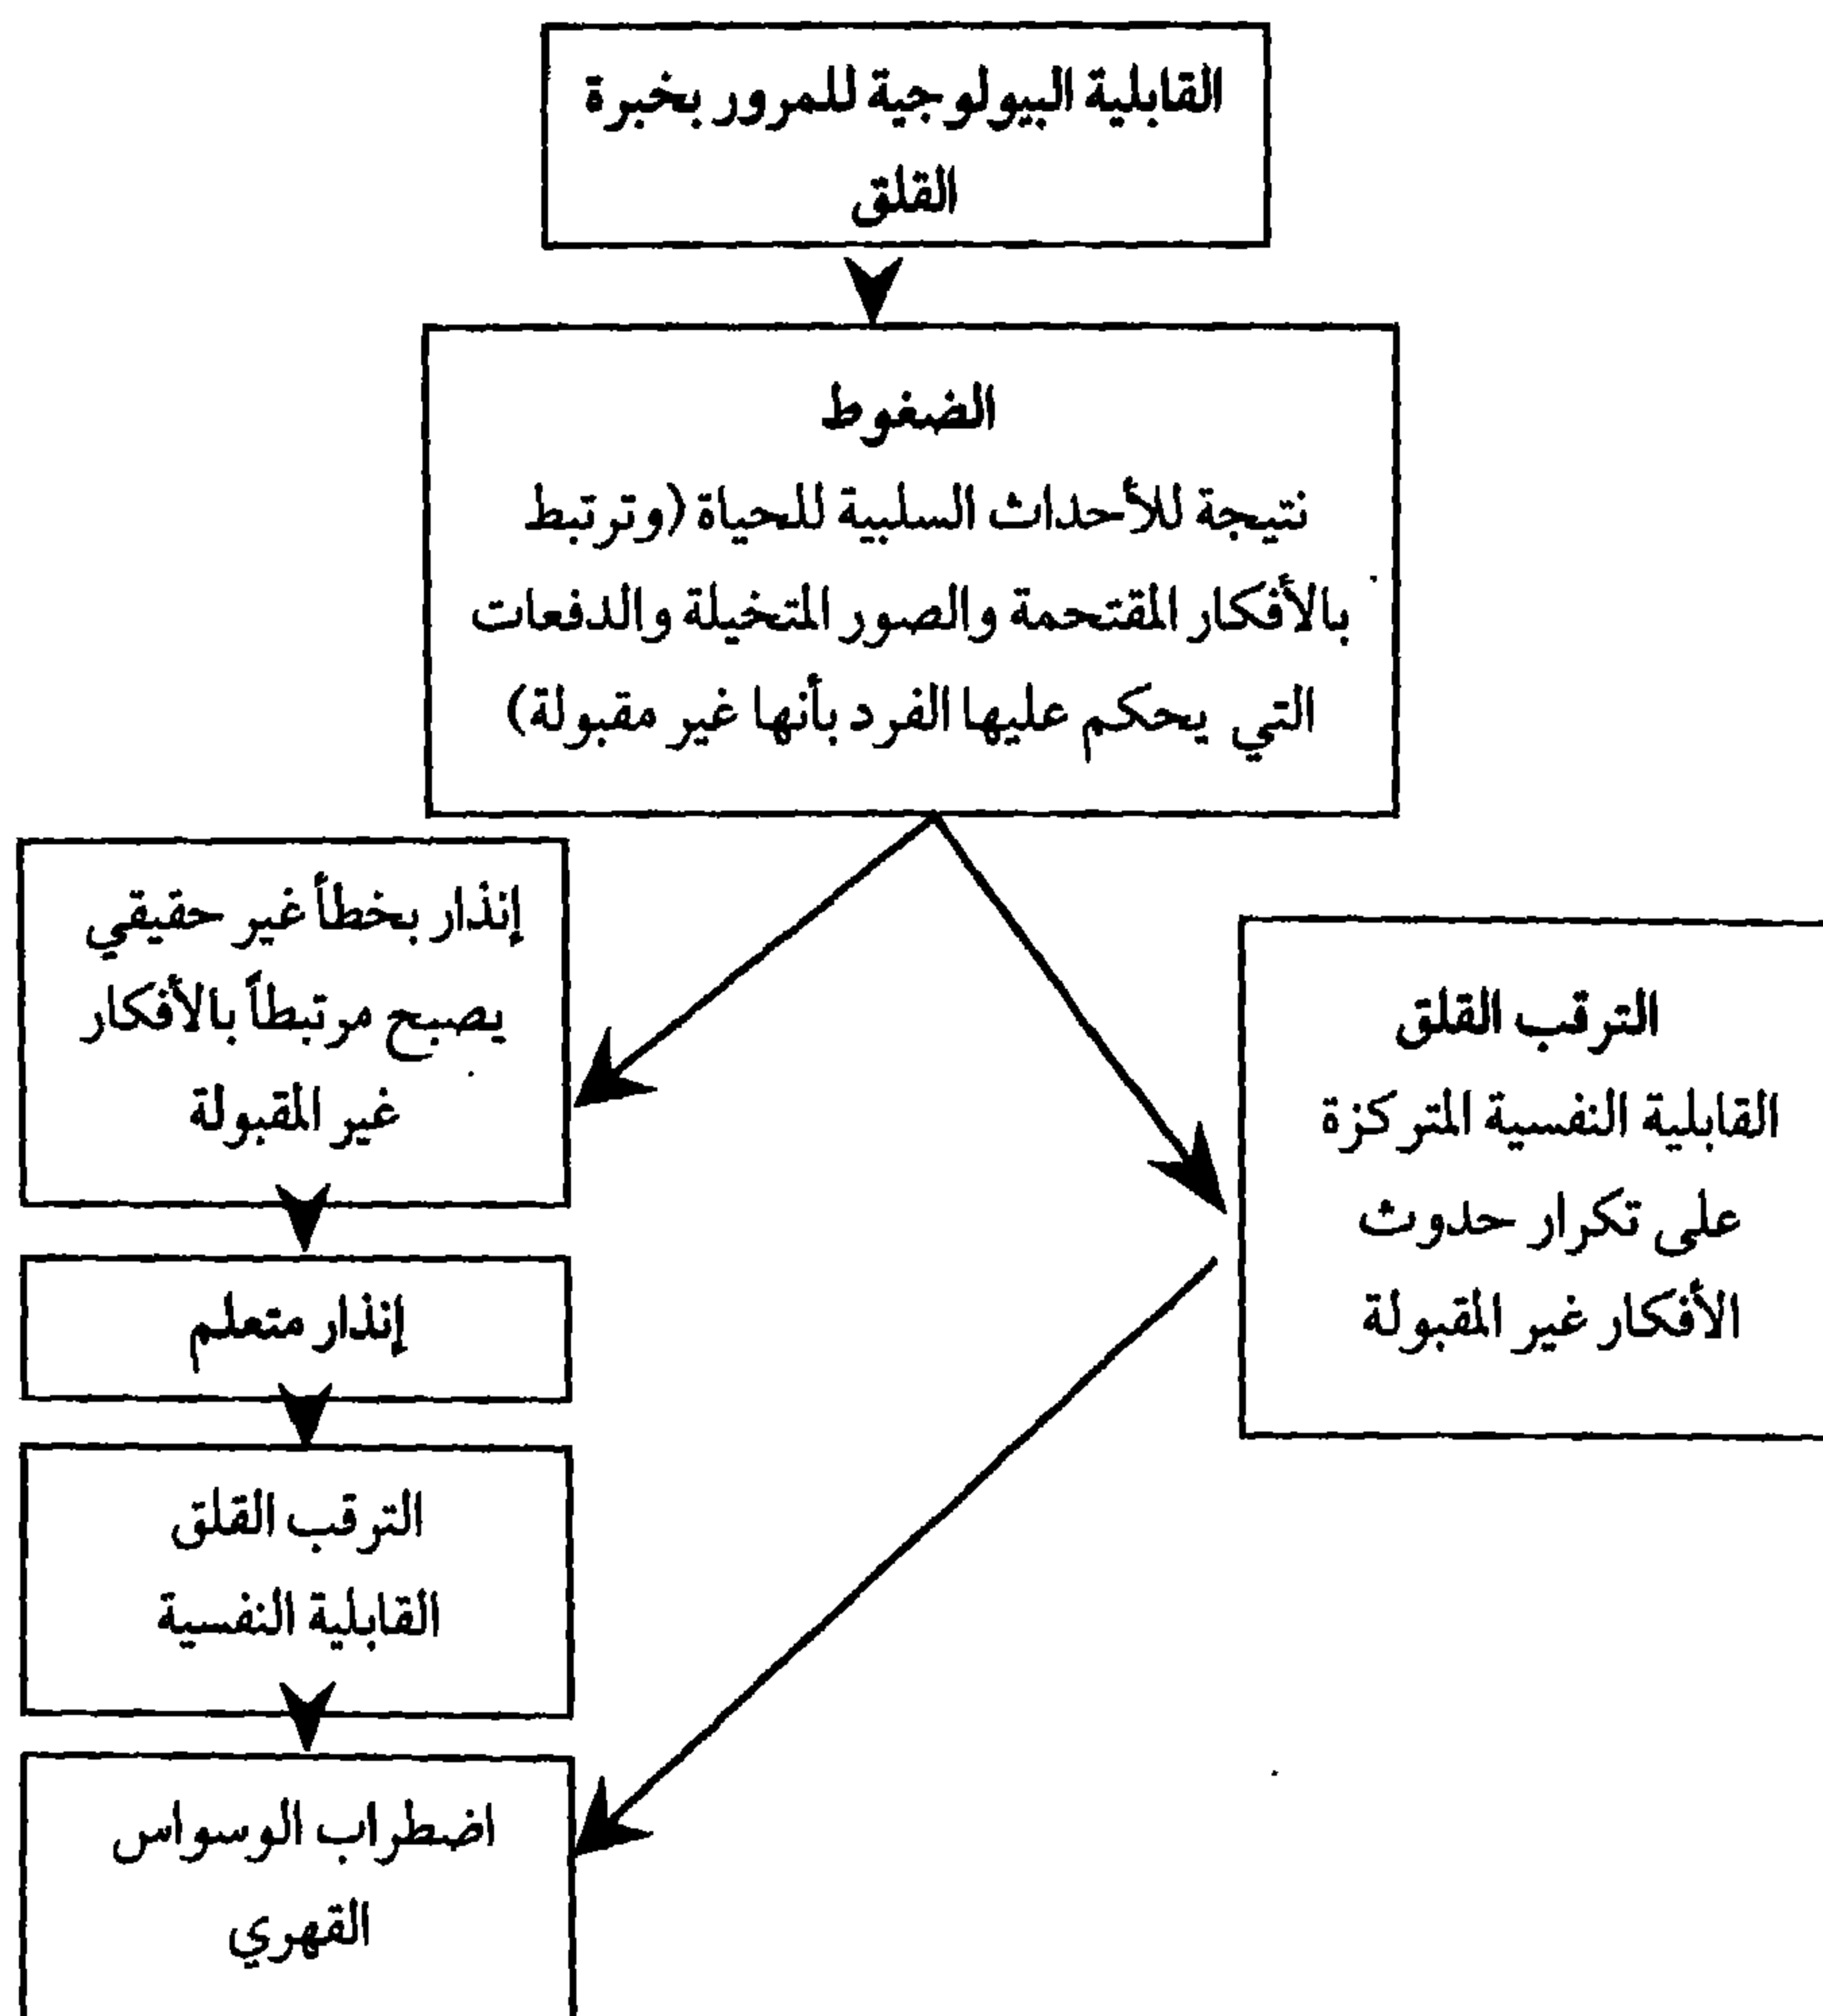 القابلية البيولوجية للمرور بخبرة
القلق
الضغوط
نتيجة للأحداث السلبية للحياة (وترتبط
بالأفكار المقتحمة والصور المتخيلة والدفعات
التي يحكم عليها الفرد بأنها غير مقبولة)
الترقب القلق
القابلية النفسية المتركزة
على تكرار حدوث
الأفكار غير المقبولة
إنذار بخطأ غير حقيقي
يصبح مرتبطاً بالأفكار
غير المقبولة
إنذار متعلم
الترقب القلق
القابلية النفسية
اضطراب الوسواس
القهري